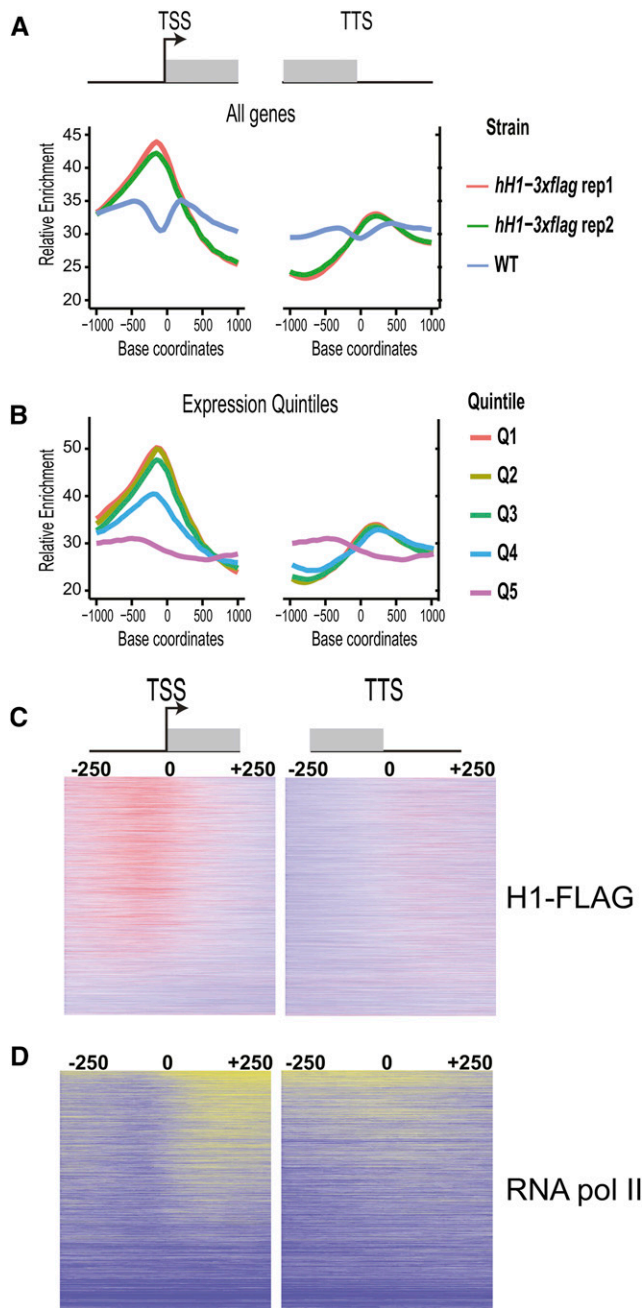 A
TSS
TTS
All genes
Relative Enrichment
45
40
35
30
25
20
−1000 −500 0 500 1000
Base coordinates
−1000 −500 0 500 1000
Base coordinates
Strain
hH1−3xflag rep1
hH1−3xflag rep2
WT
B
Expression Quintiles
Relative Enrichment
50
40
30
20
−1000 −500 0 500 1000
Base coordinates
−1000 −500 0 500 1000
Base coordinates
Quintile
Q1
Q2
Q3
Q4
Q5
C
TSS
TTS
-250 0 +250
-250 0 +250
H1-FLAG
D
-250 0 +250
-250 0 +250
RNA pol II